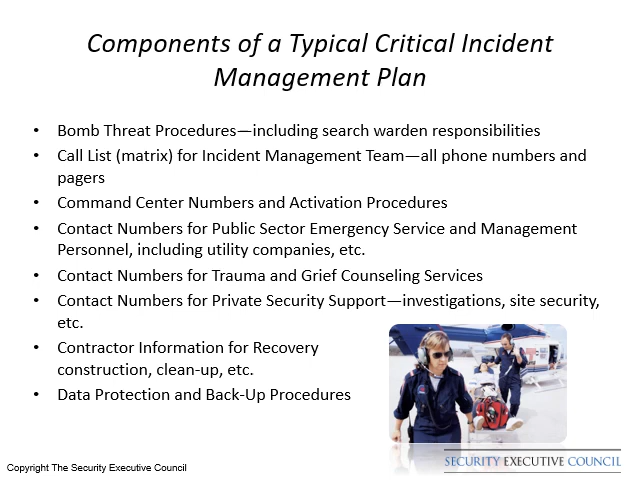 Components of a Typical Critical Incident
Management Plan
• Bomb Threat Procedures—including search warden responsibilities
• Call List (matrix) for Incident Management Team—all phone numbers and
pagers
• Command Center Numbers and Activation Procedures
• Contact Numbers for Public Sector Emergency Service and Management
Personnel, including utility companies, etc.
• Contact Numbers for Trauma and Grief Counseling Services
• Contact Numbers for Private Security Support—investigations, site security,
etc.
• Contractor Information for Recovery
construction, clean-up, etc.
• Data Protection and Back-Up Procedures
SECURITY EXECUTIVE COUNCIL
Copyright The Security Executive Council